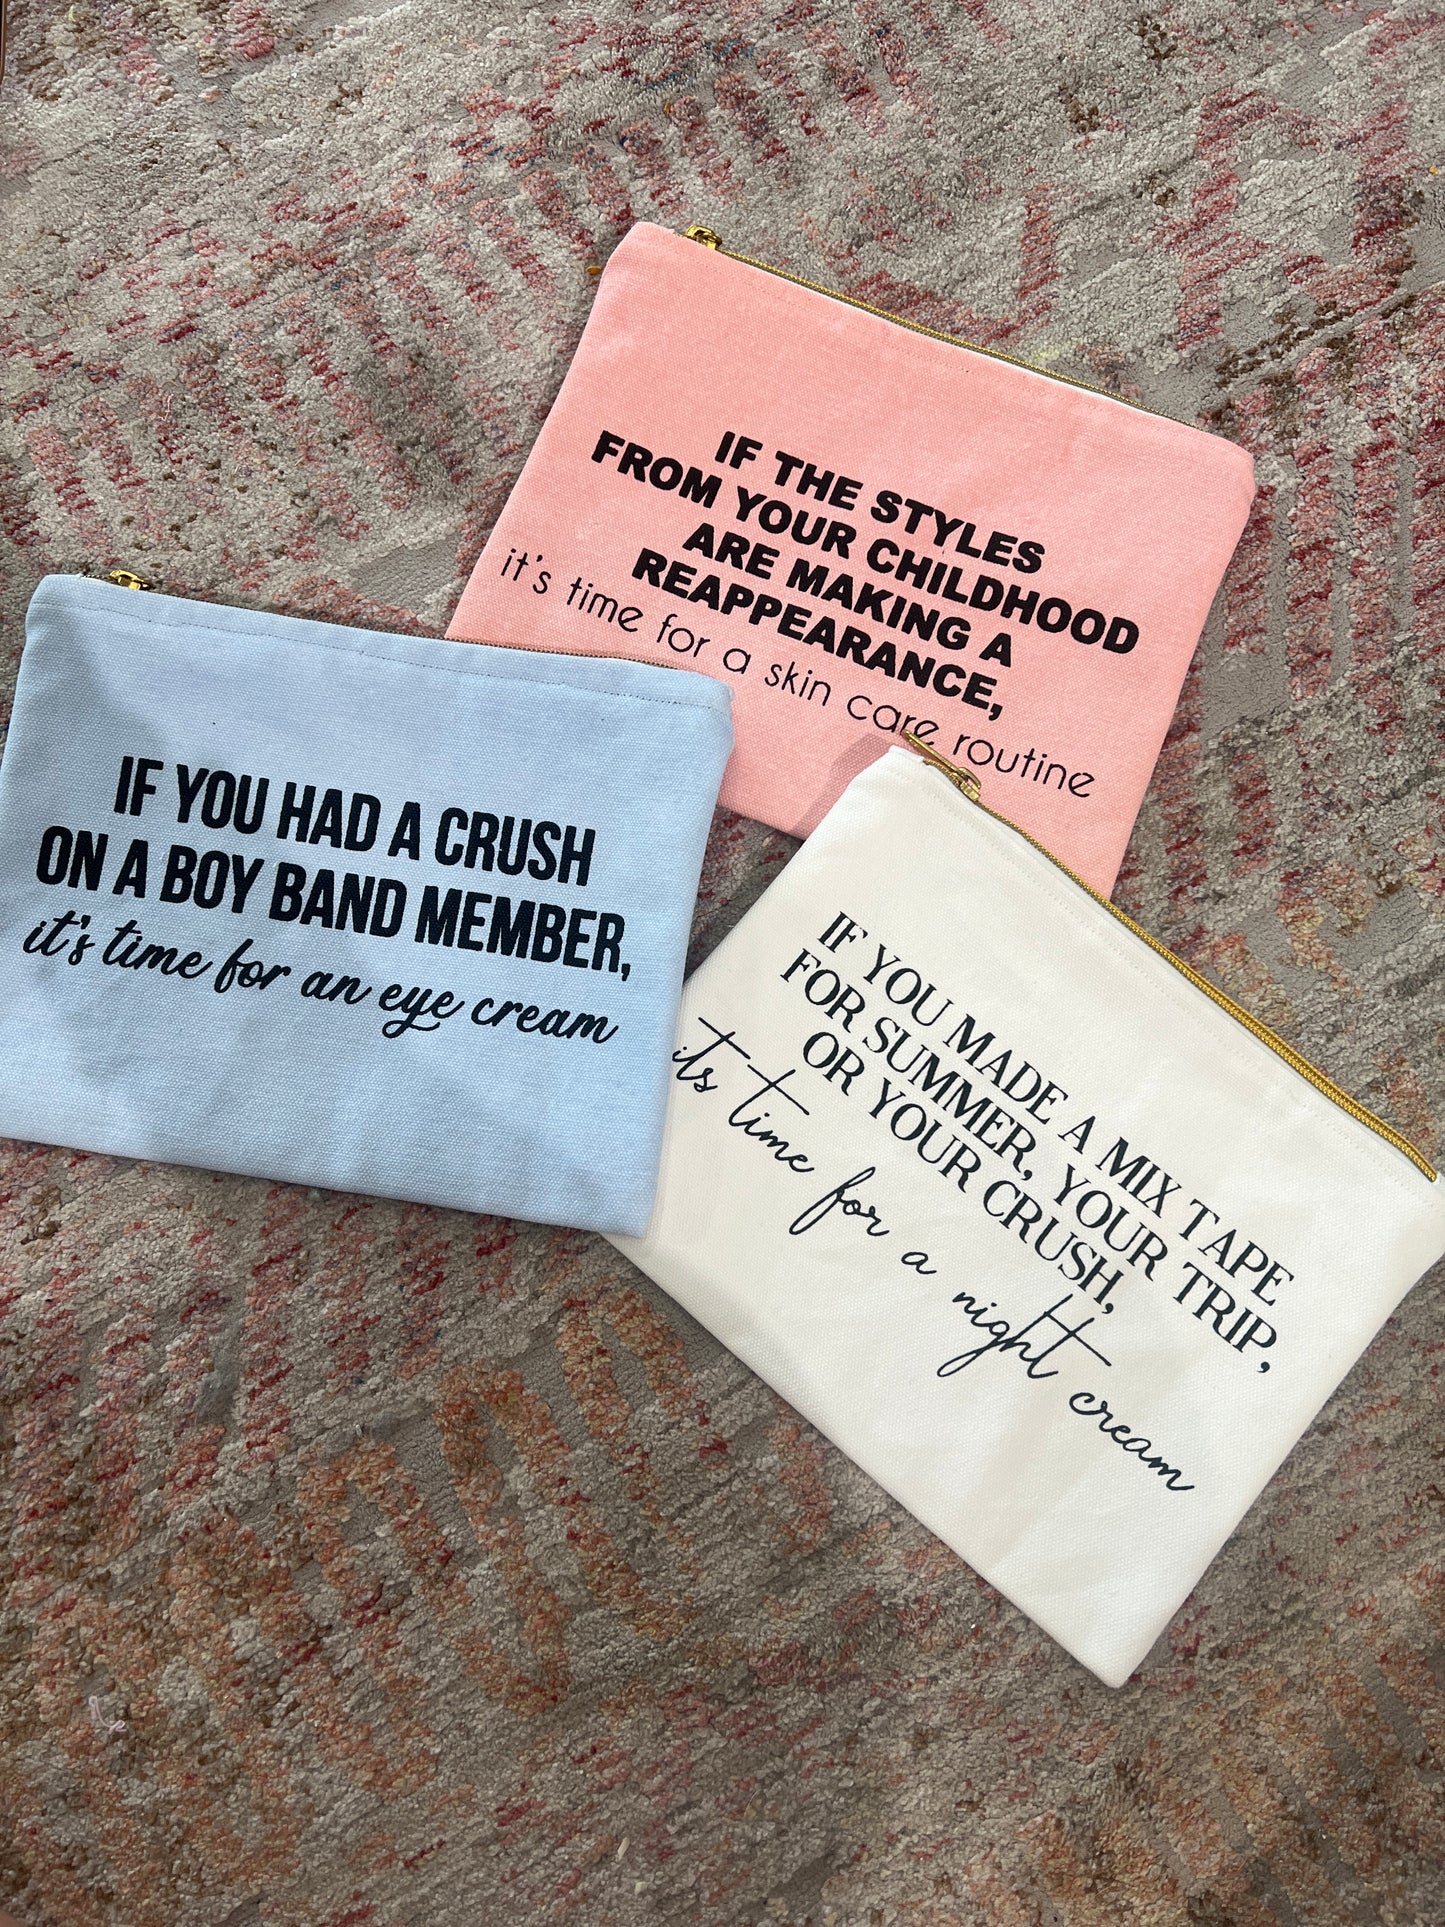 IF THE STYLES
FROM YOUR CHILDHOOD
ARE MAKING A
REAPPEARANCE,
it's time for a skin care routine
IF YOU HAD A CRUSH
ON A BOY BAND MEMBER,
it's time for an eye cream
IF YOU MADE A MIX TAPE
FOR SUMMER, YOUR TRIP,
OR YOUR CRUSH,
its time for a night cream